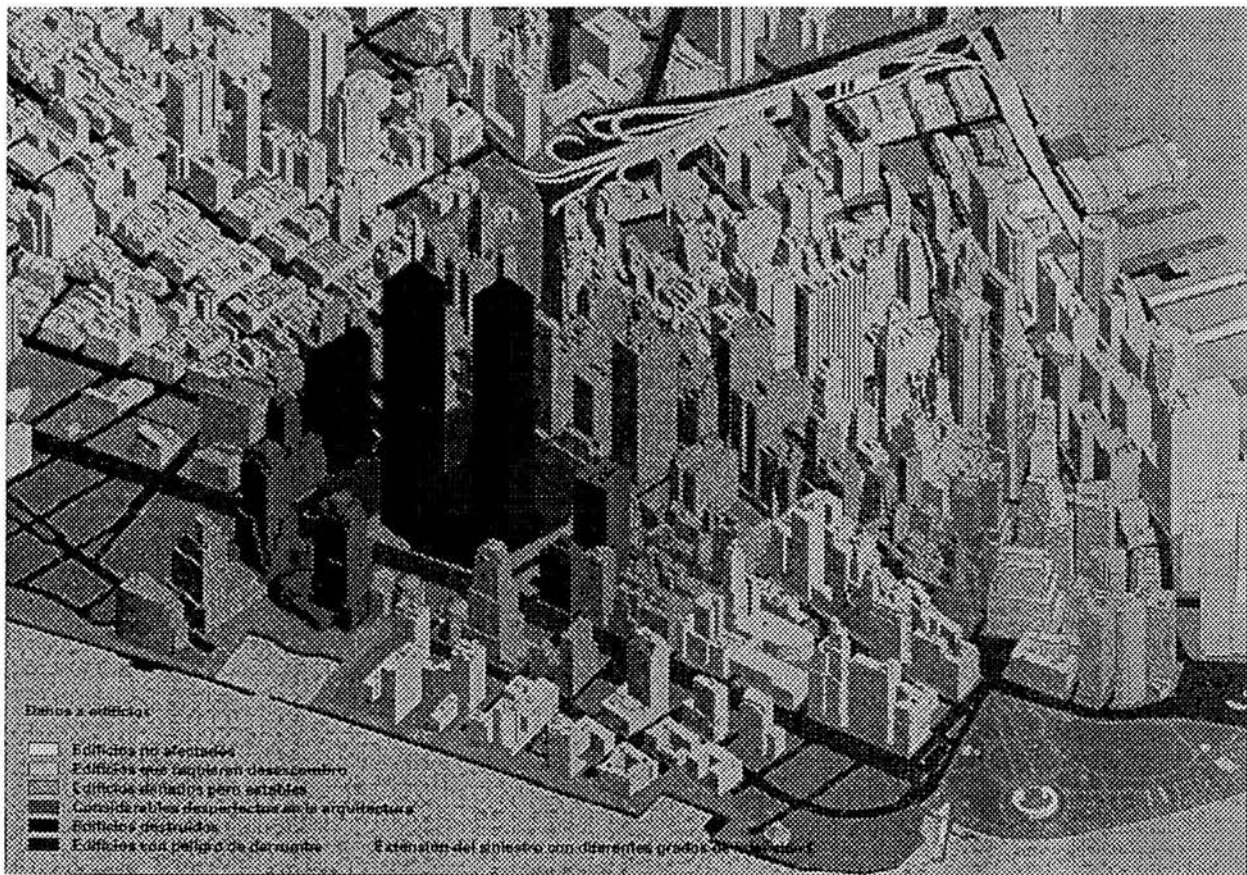 Daños a edificios
Edificios no afectados
Edificios que requieren desescombro
Edificios dañados pero estables
Considerables desperfectos en la arquitectura
Edificios destruidos
Edificios con peligro de derrumbe
Extensión del siniestro con diferentes grados de
C